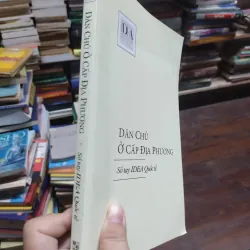 DÂN CHỦ Ở CẤP ĐỊA PHƯƠNG • Sổ tay IDEA Quốc tế
DÂN CHỦ
Ở CẤP ĐỊA PHƯƠNG
Sổ tay IDEA Quốc tế